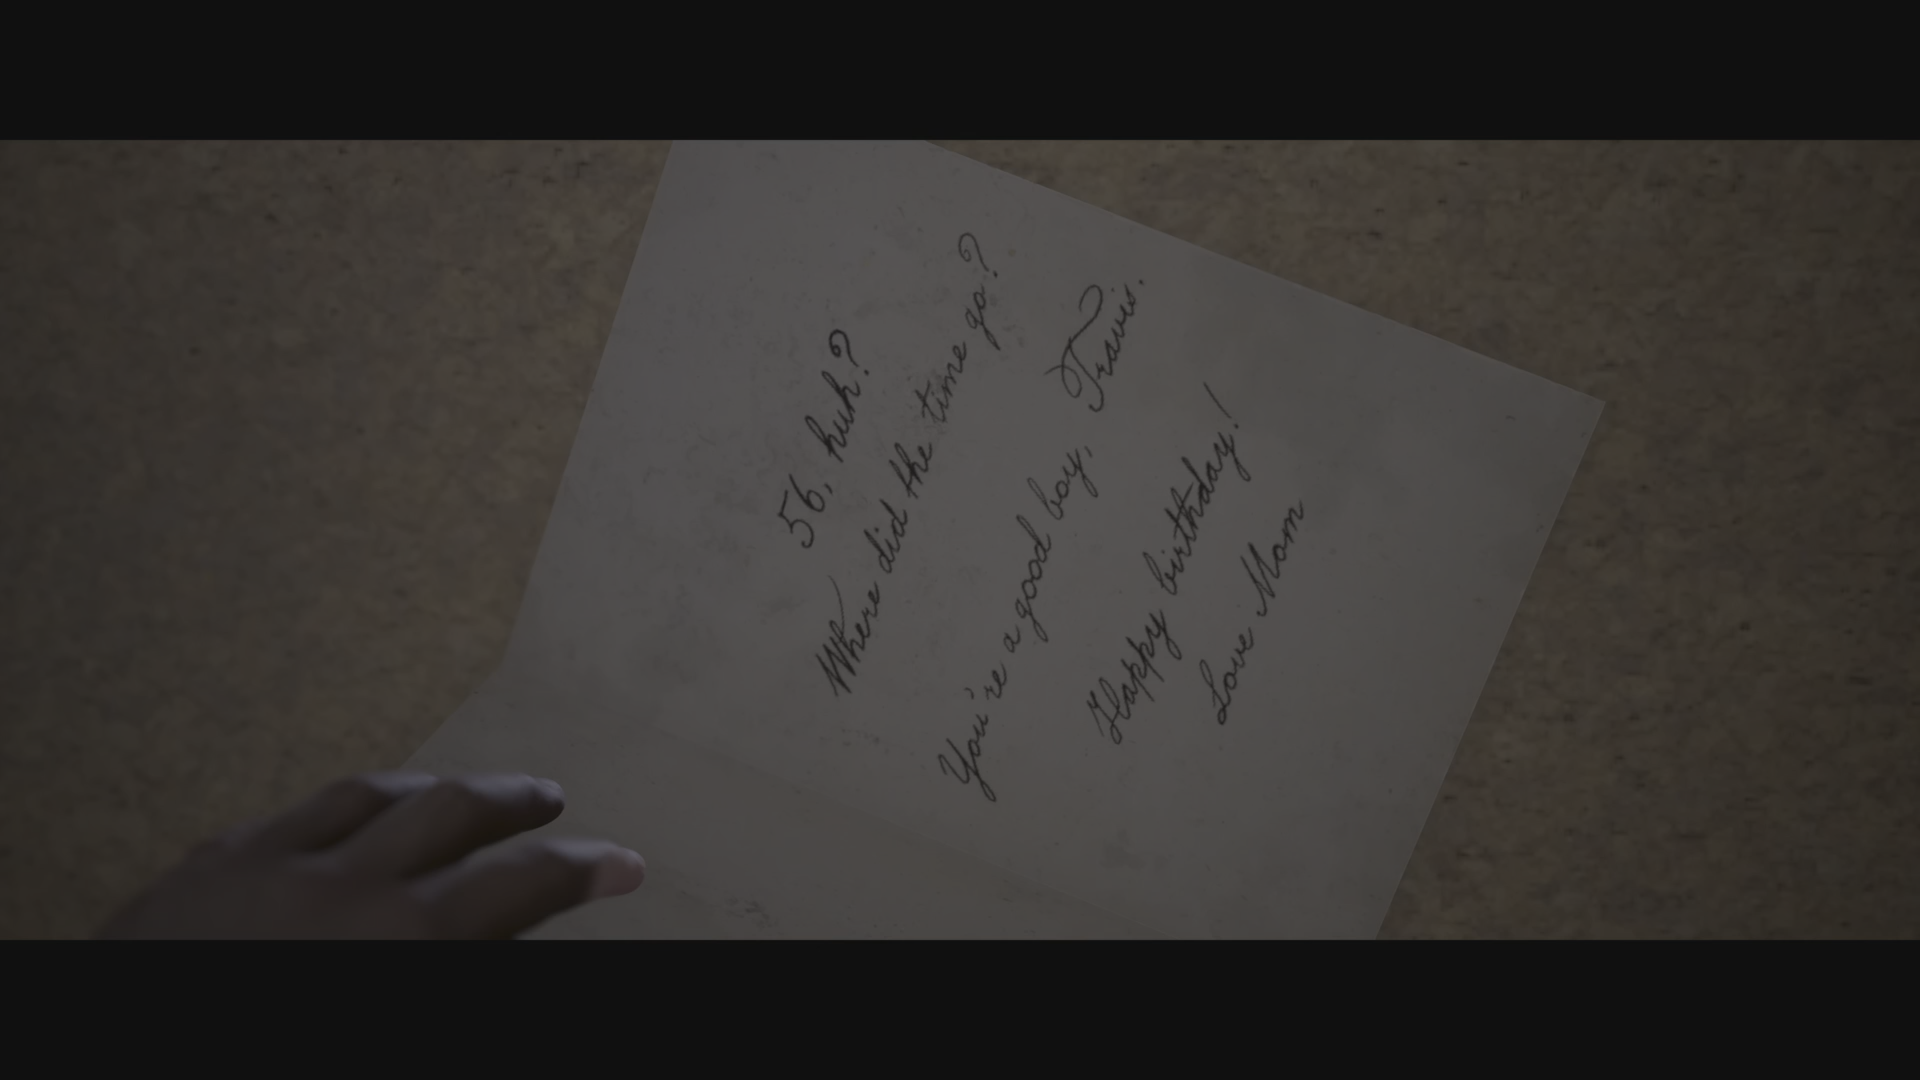 56, huh?
Where did the time go?
You're a good boy, Travis.
Happy birthday!
Love Mom